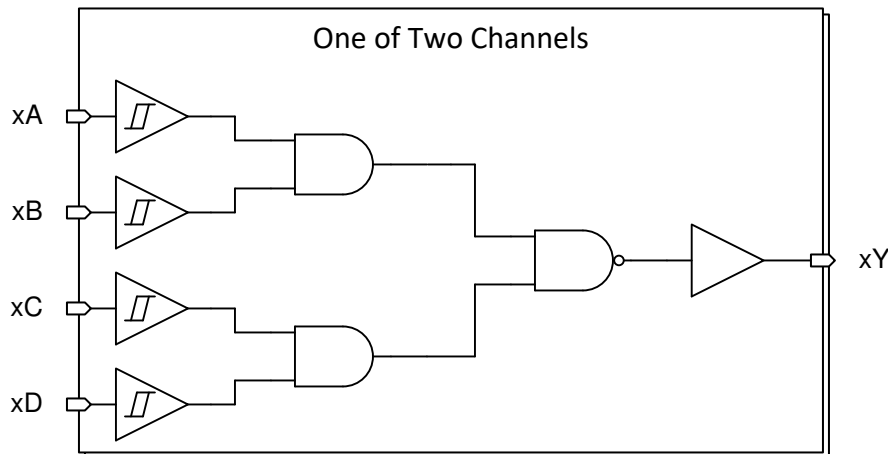 One of Two Channels
xA
xB
xY
xC
xD